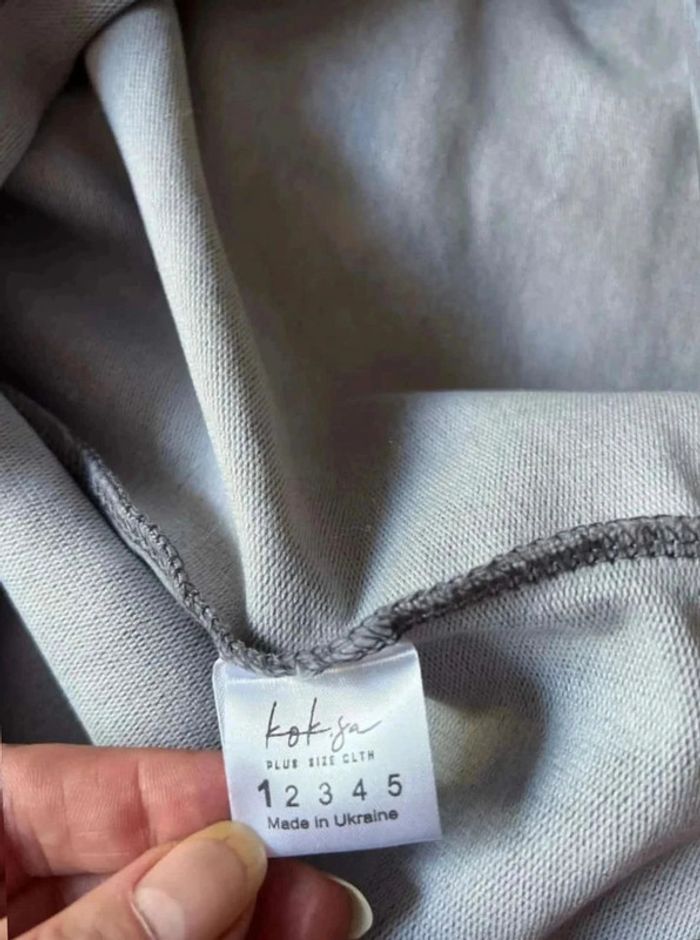 kok.sa
PLUS SIZE CLTH
1 2 3 4 5
Made in Ukraine